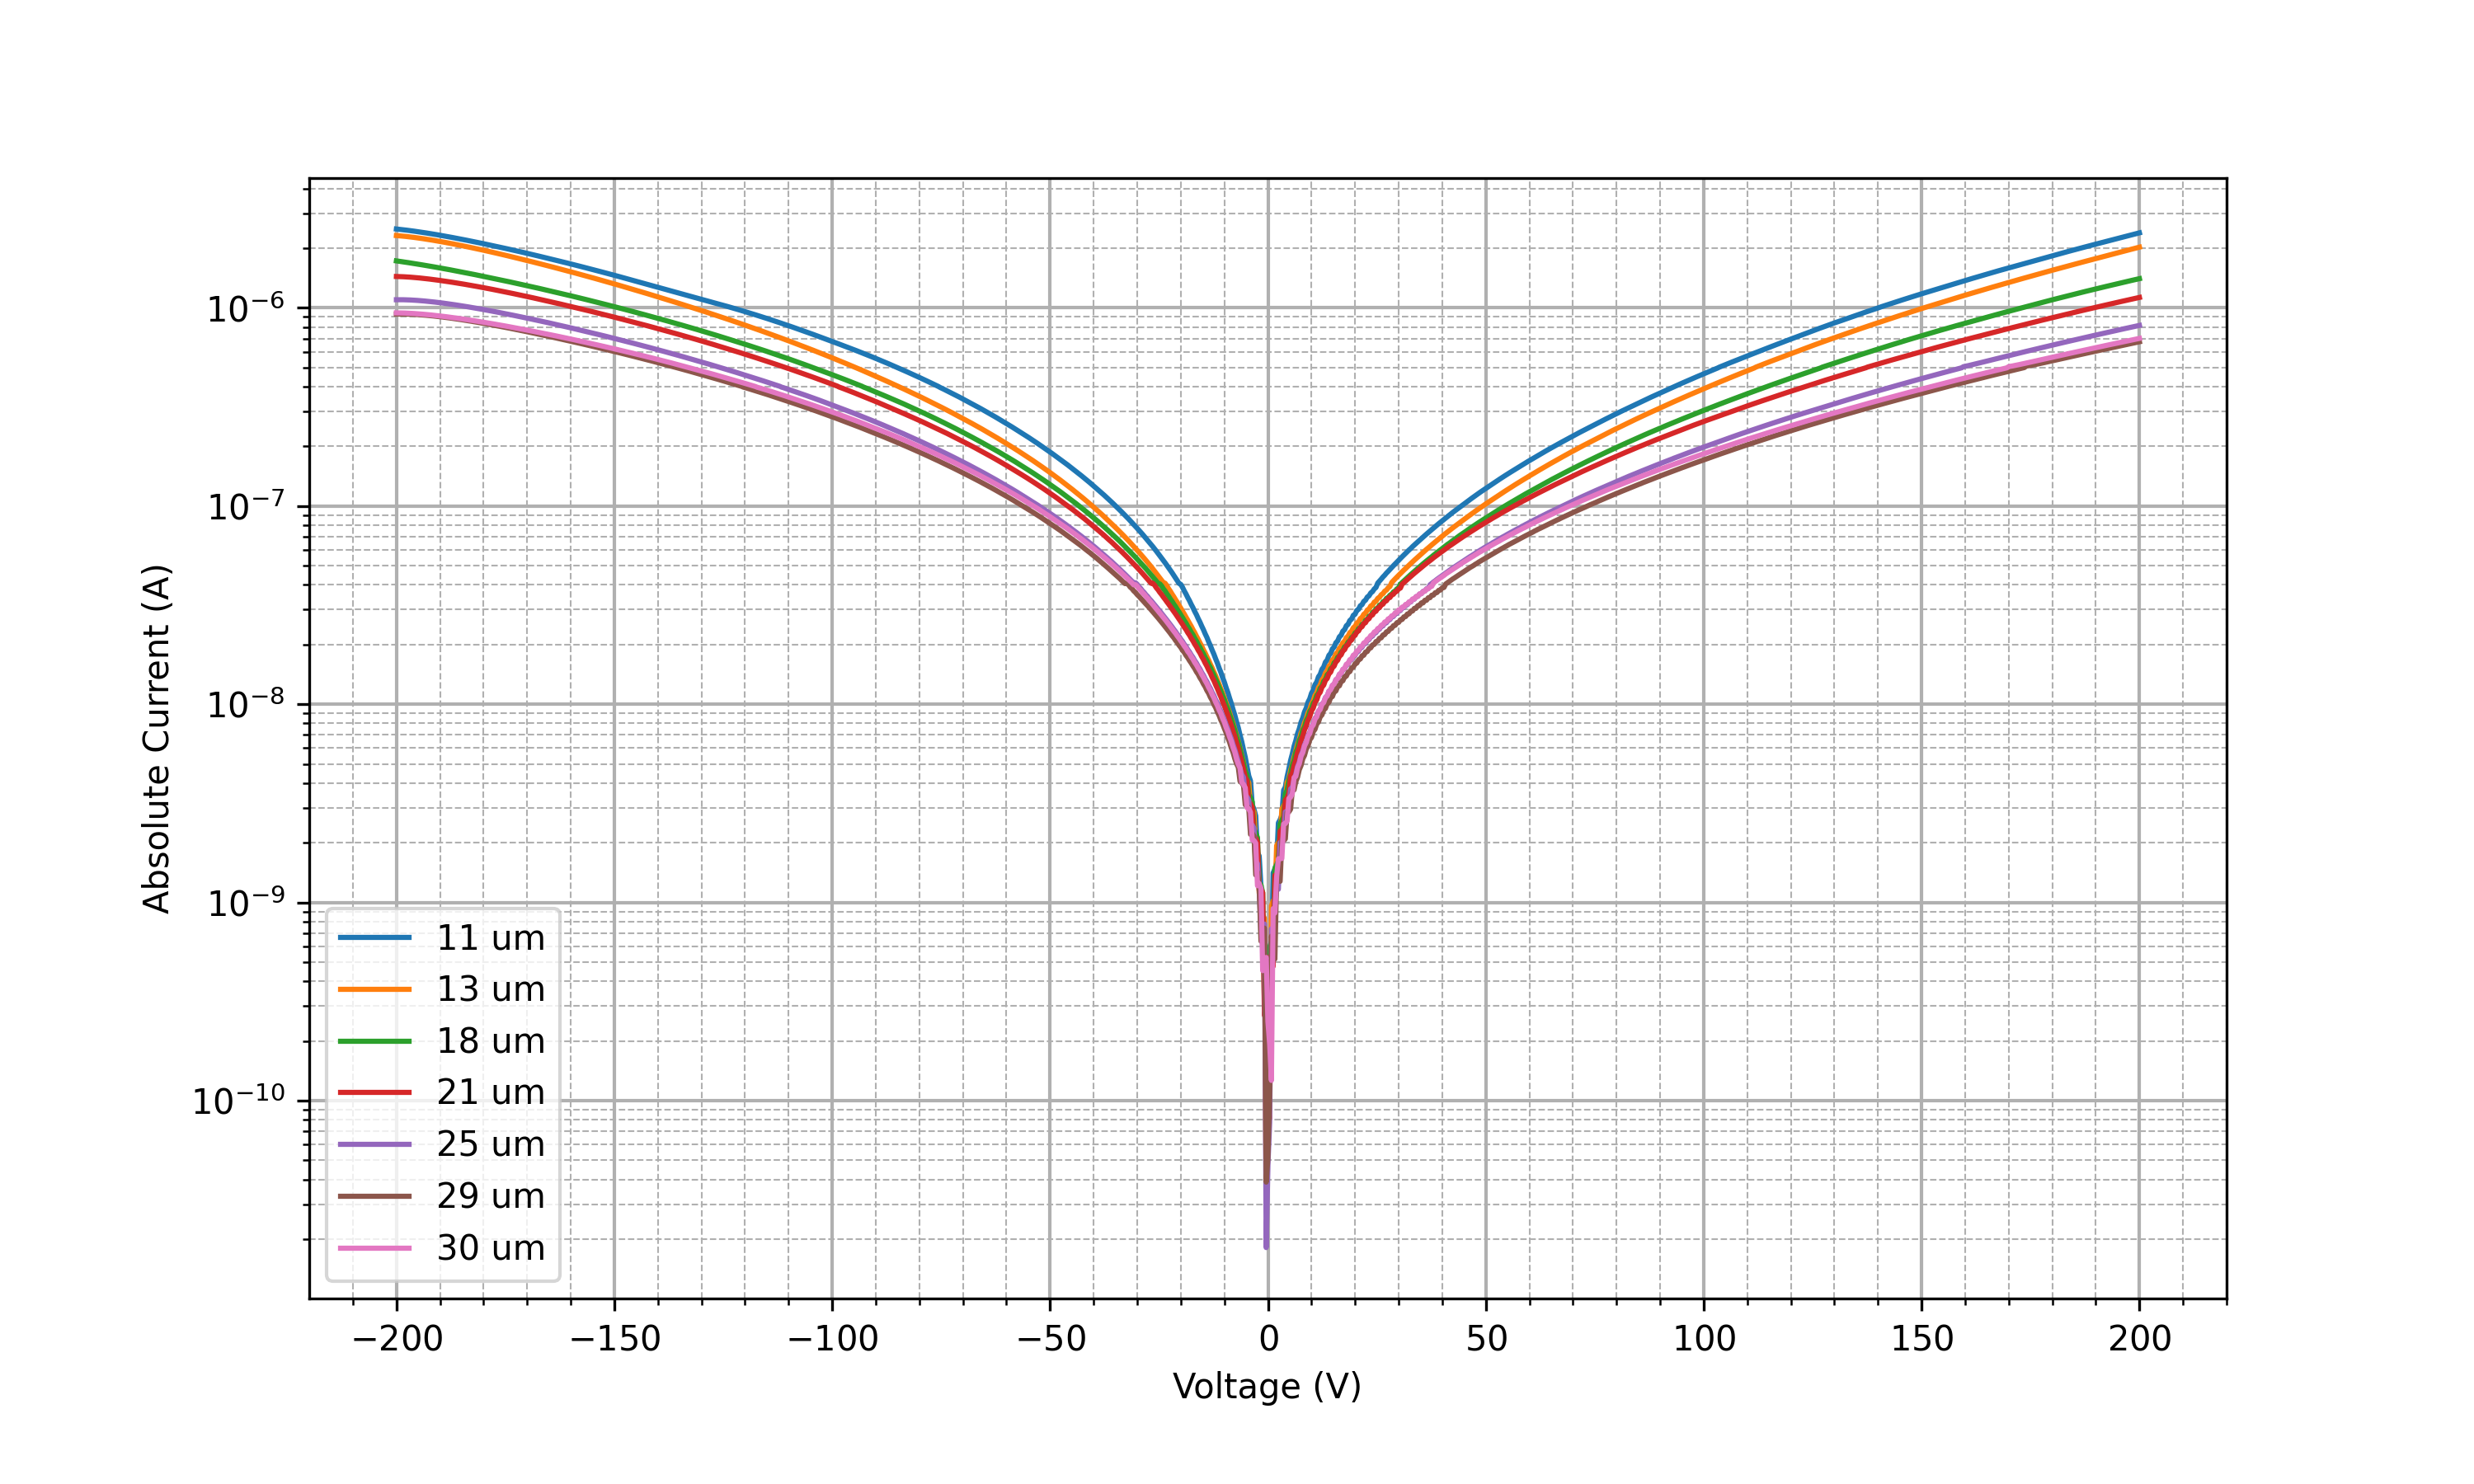 Absolute Current (A)
10⁻⁶
10⁻⁷
10⁻⁸
10⁻⁹
10⁻¹⁰
11 um
13 um
18 um
21 um
25 um
29 um
30 um
−200 −150 −100 −50 0 50 100 150 200
Voltage (V)